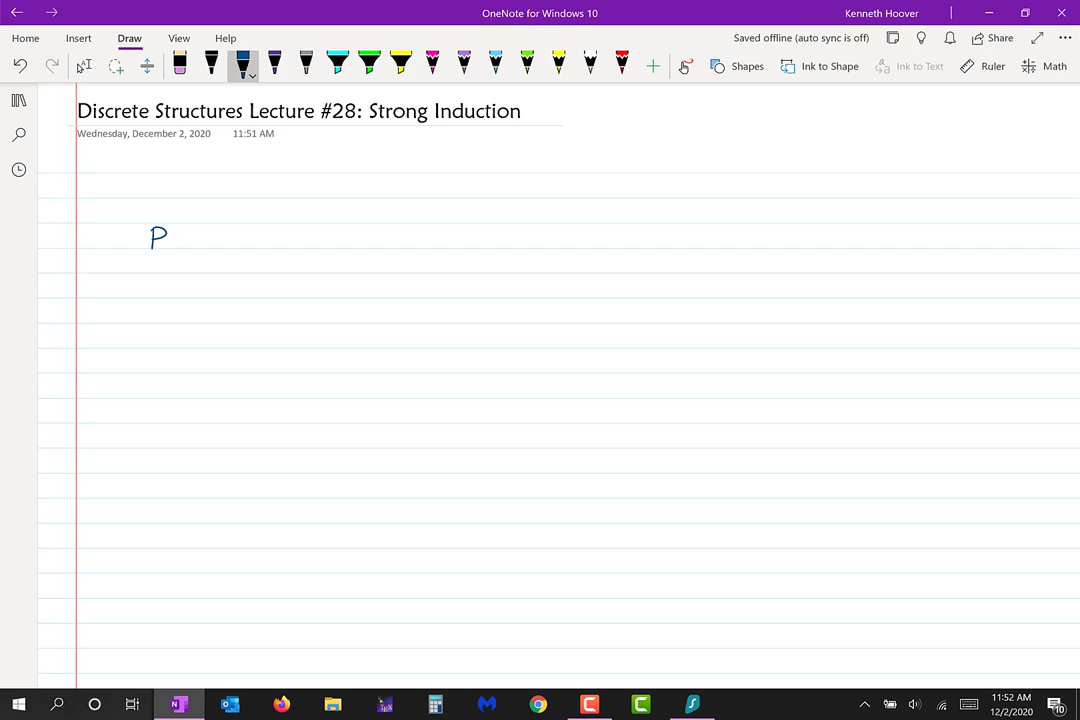 OneNote for Windows 10
Kenneth Hoover
Home Insert Draw View Help
Saved offline (auto sync is off)
Share
Shapes
Ink to Shape
Ink to Text
Ruler
Math
Discrete Structures Lecture #28: Strong Induction
Wednesday, December 2, 2020 11:51 AM
P
11:52 AM
12/2/2020
10